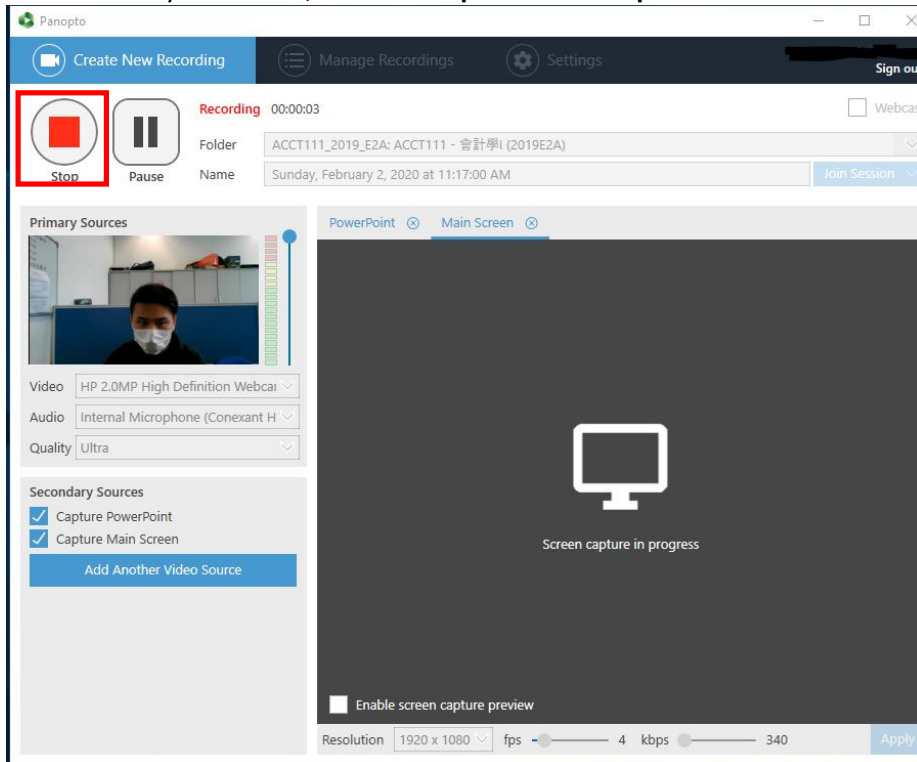 Panopto
Create New Recording
Manage Recordings
Settings
Sign ou
Recording 00:00:03
Webcas
Folder ACCT111_2019_E2A: ACCT111 - 會計學I (2019E2A)
Stop Pause Name Sunday, February 2, 2020 at 11:17:00 AM Join Session
Primary Sources
PowerPoint Main Screen
Video HP 2.0MP High Definition Webcar
Audio Internal Microphone (Conexant H
Quality Ultra
Secondary Sources
Capture PowerPoint
Capture Main Screen
Add Another Video Source
Screen capture in progress
Enable screen capture preview
Resolution 1920 x 1080 fps 4 kbps 340 Apply